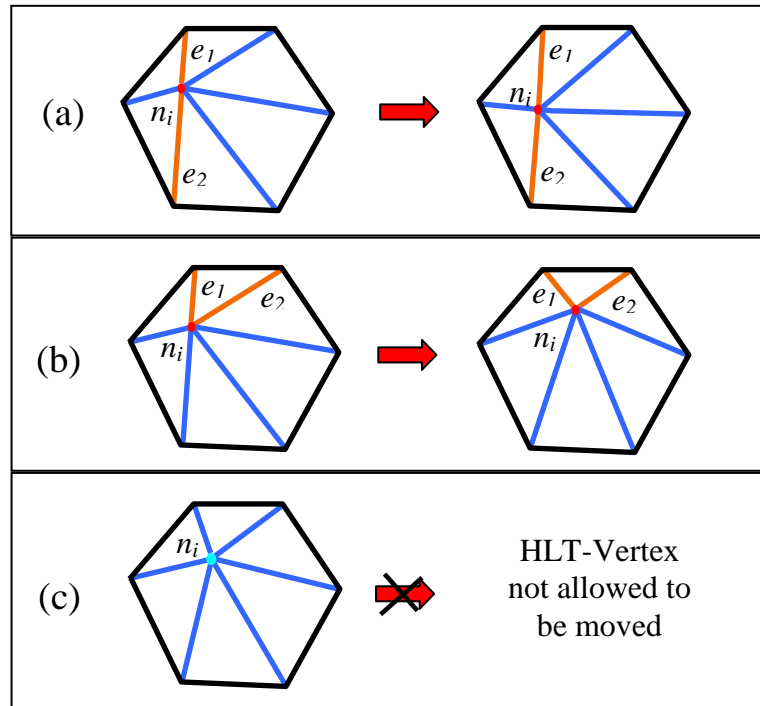 (a)
e1
ni
e2
e1
ni
e2
(b)
e1
e2
ni
e1
e2
ni
(c)
ni
HLT-Vertex
not allowed to
be moved